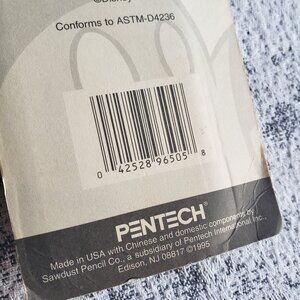 ©Disney
Conforms to ASTM-D4236
0 42528 96505 8
PENTECH®
Made in USA with Chinese and domestic components by
Sawdust Pencil Co., a subsidiary of Pentech International Inc.,
Edison, NJ 08817 ©1995